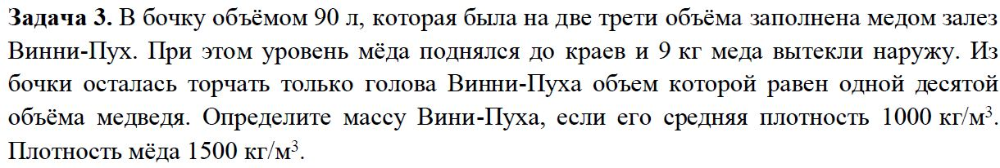 Задача 3. В бочку объёмом 90 л, которая была на две трети объёма заполнена медом залез
Винни-Пух. При этом уровень мёда поднялся до краев и 9 кг меда вытекли наружу. Из
бочки осталась торчать только голова Винни-Пуха объем которой равен одной десятой
объёма медведя. Определите массу Вини-Пуха, если его средняя плотность 1000 кг/м³.
Плотность мёда 1500 кг/м³.